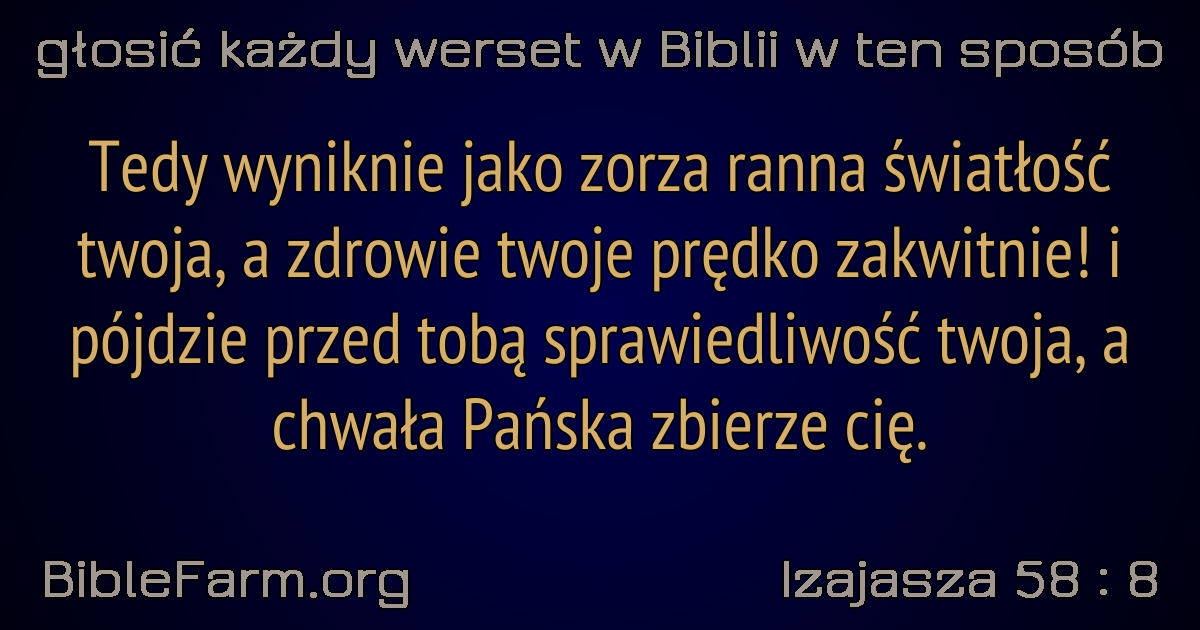 głosić każdy werset w Biblii w ten sposób
Tedy wyniknie jako zorza ranna światłość
twoja, a zdrowie twoje prędko zakwitnie! i
pójdzie przed tobą sprawiedliwość twoja, a
chwała Pańska zbierze cię.
BibleFarm.org
Izajasza 58 : 8